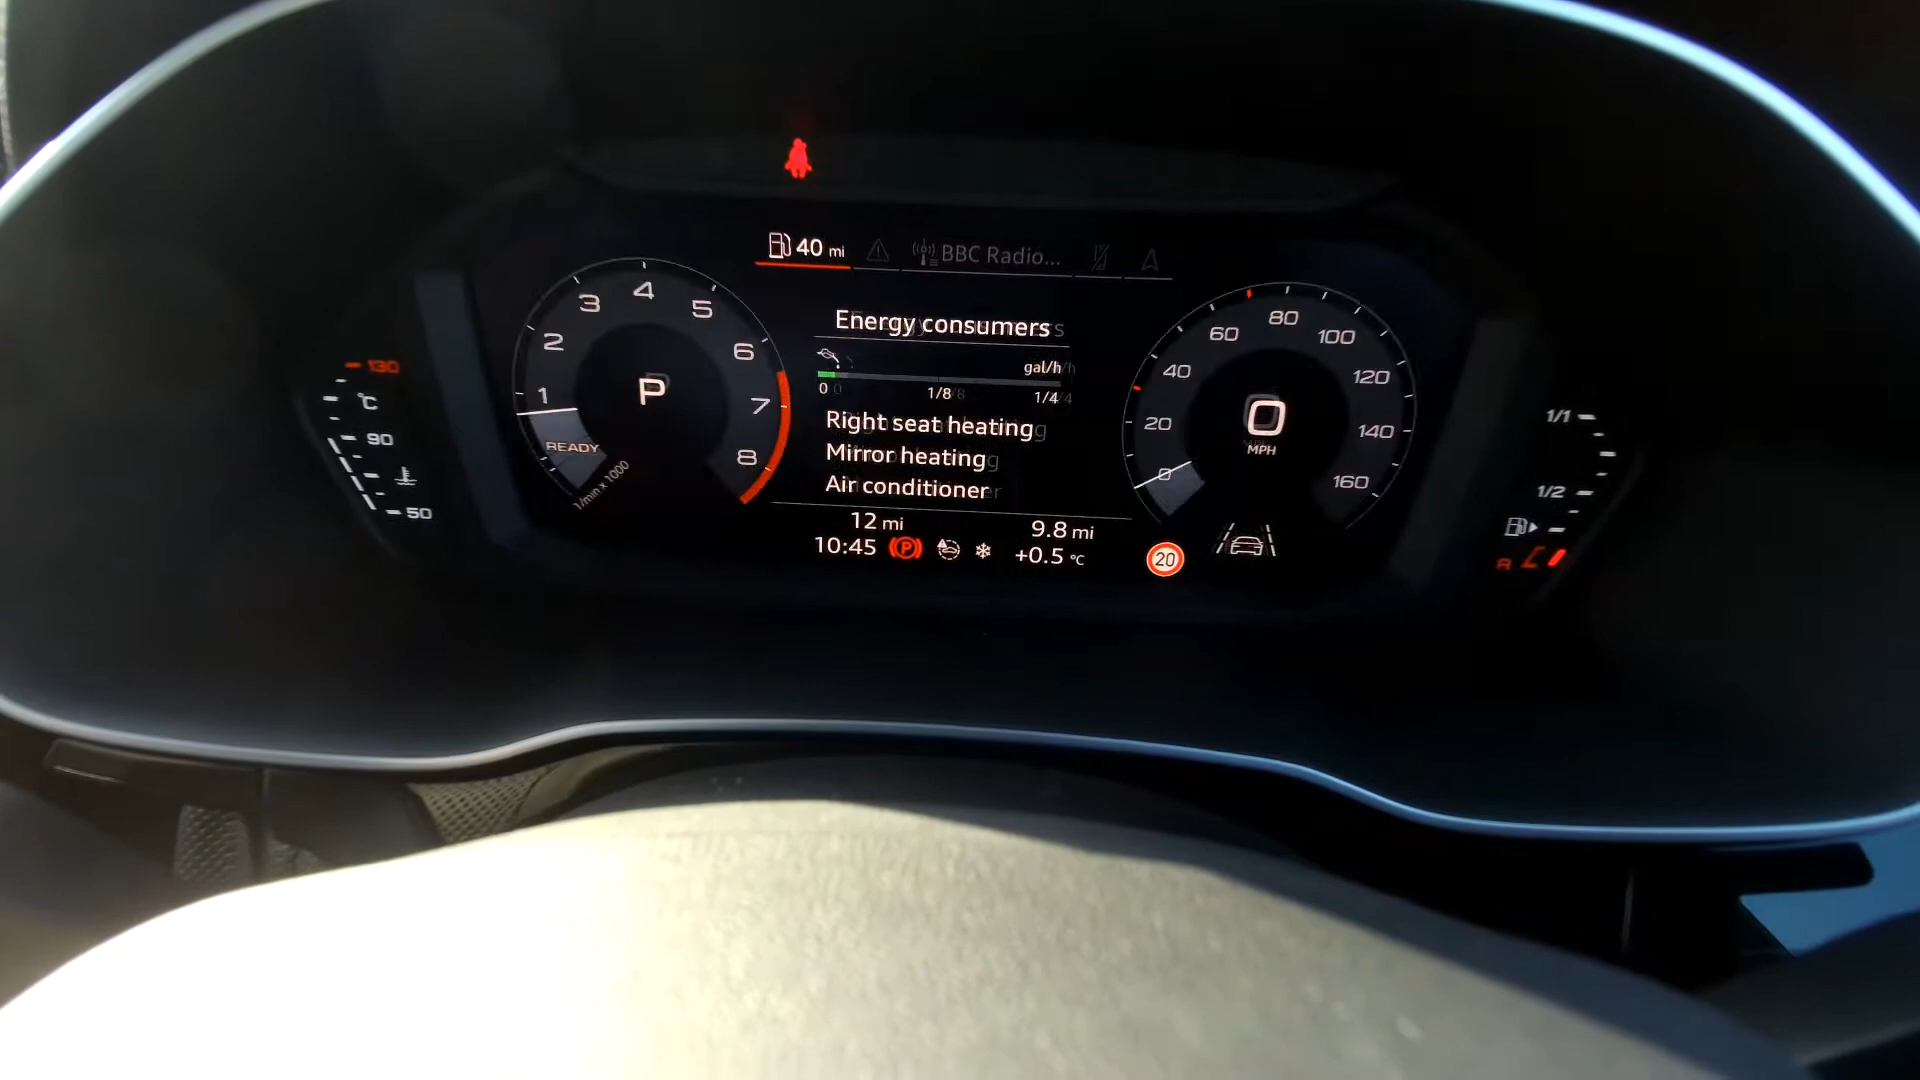 40 mi
BBC Radio...
Energy consumers
gal/h
0 1/8 1/4
Right seat heating
Mirror heating
Air conditioner
12 mi 9.8 mi
10:45 P +0.5 °C
1 2 3 4 5 6 7 8
READY
1/min x 1000
P
0 20 40 60 80 100 120 140 160
0
MPH
20
130
°C
90
50
1/1
1/2
R